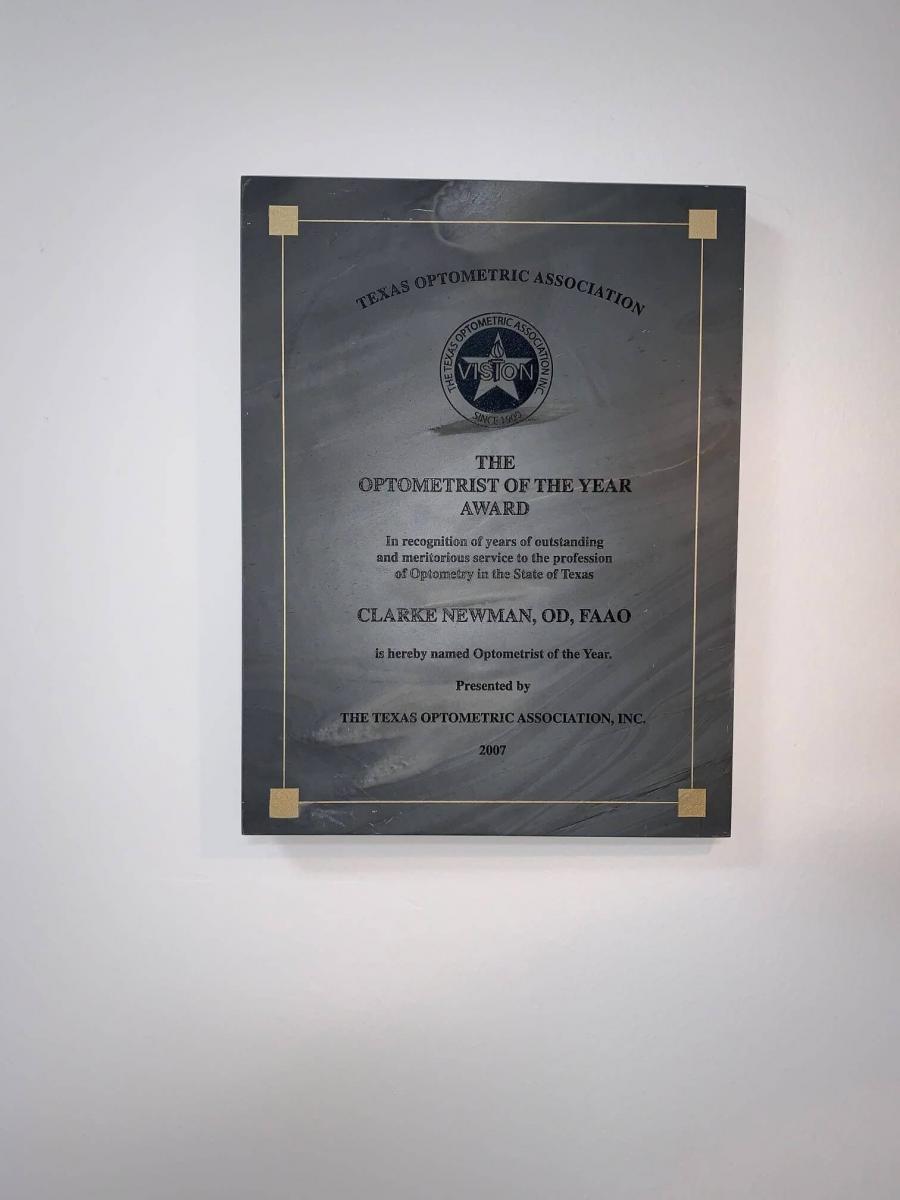 TEXAS OPTOMETRIC ASSOCIATION
THE TEXAS OPTOMETRIC ASSOCIATION INC.
VISION
SINCE 1900
THE
OPTOMETRIST OF THE YEAR
AWARD
In recognition of years of outstanding
and meritorious service to the profession
of Optometry in the State of Texas
CLARKE NEWMAN, OD, FAAO
is hereby named Optometrist of the Year.
Presented by
THE TEXAS OPTOMETRIC ASSOCIATION, INC.
2007